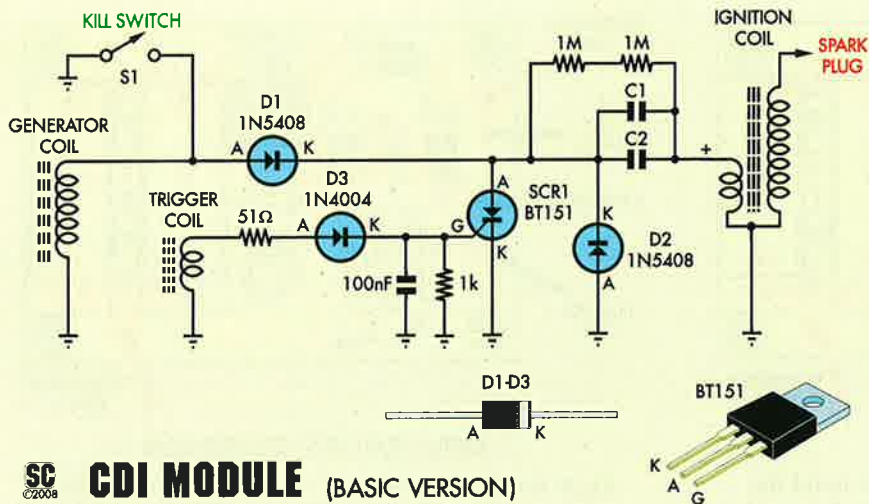 KILL SWITCH
S1
IGNITION
COIL
SPARK
PLUG
1M 1M
C1
C2
+
GENERATOR
COIL
D1
1N5408
A K
TRIGGER
COIL
51Ω
D3
1N4004
A K
G
A
K
SCR1
BT151
K
A
D2
1N5408
100nF
1k
D1-D3
A K
BT151
K
A
G
SC
©2008
CDI MODULE (BASIC VERSION)